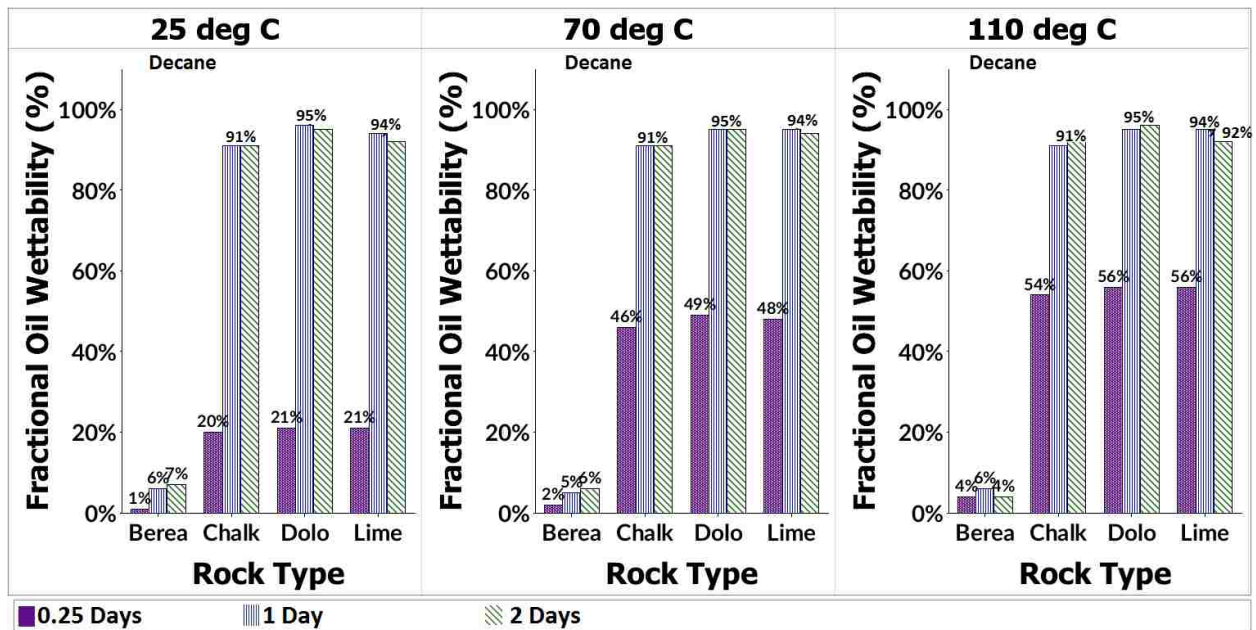 25 deg C
70 deg C
110 deg C
Decane
Fractional Oil Wettability (%)
100%
80%
60%
40%
20%
0%
1%
6%
7%
20%
91%
21%
95%
21%
94%
Berea Chalk Dolo Lime
Rock Type
Decane
Fractional Oil Wettability (%)
100%
80%
60%
40%
20%
0%
2%
5%
6%
46%
91%
49%
95%
48%
94%
Berea Chalk Dolo Lime
Rock Type
Decane
Fractional Oil Wettability (%)
100%
80%
60%
40%
20%
0%
4%
6%
4%
54%
91%
56%
95%
56%
94%, 92%
Berea Chalk Dolo Lime
Rock Type
0.25 Days
1 Day
2 Days